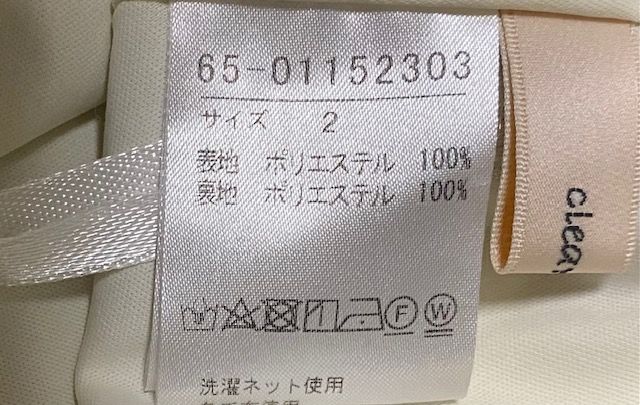 65-01152303
サイズ 2
表地 ポリエステル 100%
裏地 ポリエステル 100%
F W
洗濯ネット使用
clea